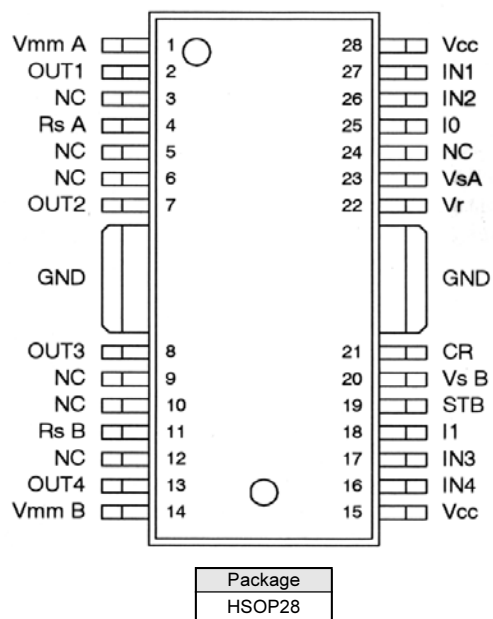 Vmm A 1 28 Vcc
OUT1 2 27 IN1
NC 3 26 IN2
Rs A 4 25 I0
NC 5 24 NC
NC 6 23 VsA
OUT2 7 22 Vr
GND GND
OUT3 8 21 CR
NC 9 20 Vs B
NC 10 19 STB
Rs B 11 18 I1
NC 12 17 IN3
OUT4 13 16 IN4
Vmm B 14 15 Vcc
Package
HSOP28